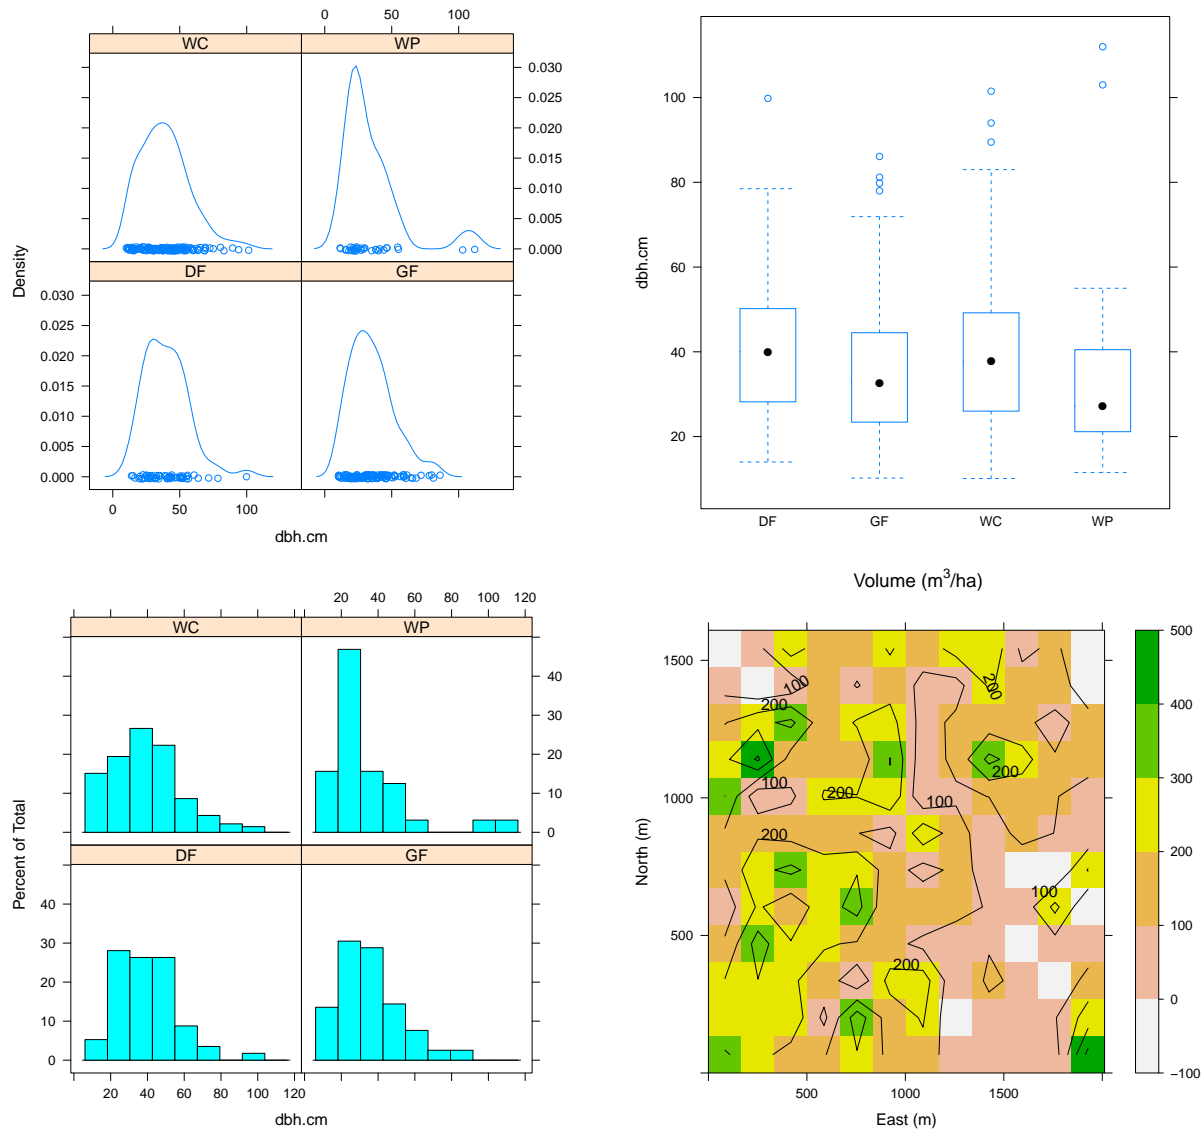 0 50 100
WC WP
0.000
0.005
0.010
0.015
0.020
0.025
0.030
DF GF
0.000
0.005
0.010
0.015
0.020
0.025
0.030
0 50 100
Density
dbh.cm
100
80
60
40
20
dbh.cm
DF GF WC WP
20 40 60 80 100 120
WC WP
40
30
20
10
0
DF GF
40
30
20
10
0
20 40 60 80 100 120
Percent of Total
dbh.cm
Volume (m³/ha)
1500
1000
500
North (m)
100
200
200
200
100
200
100
200
100
200
500 1000 1500
East (m)
500
400
300
200
100
0
−100